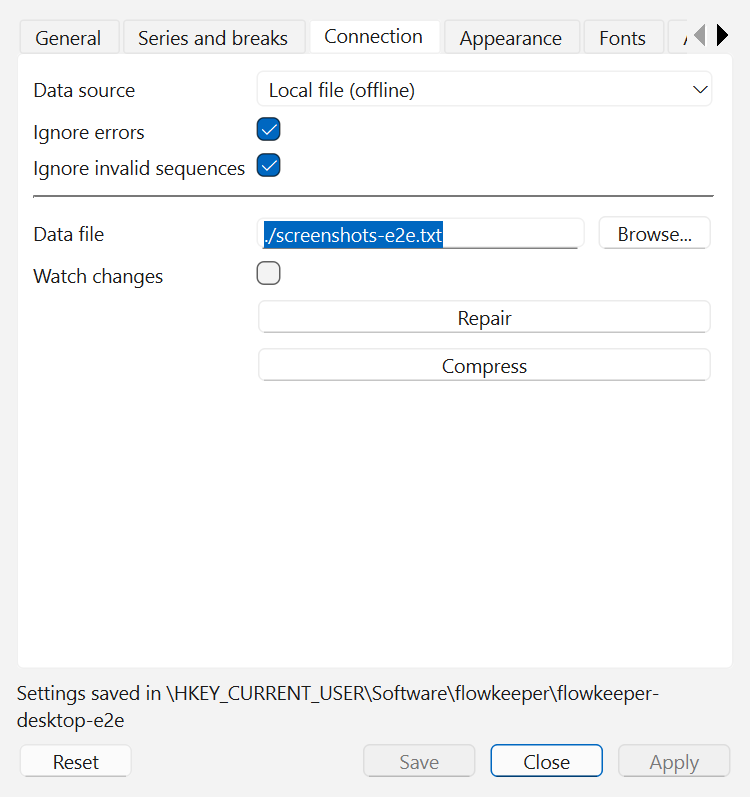 General
Series and breaks
Connection
Appearance
Fonts
Data source
Local file (offline)
Ignore errors
Ignore invalid sequences
Data file
./screenshots-e2e.txt
Browse...
Watch changes
Repair
Compress
Settings saved in \HKEY_CURRENT_USER\Software\flowkeeper\flowkeeper-
desktop-e2e
Reset
Save
Close
Apply